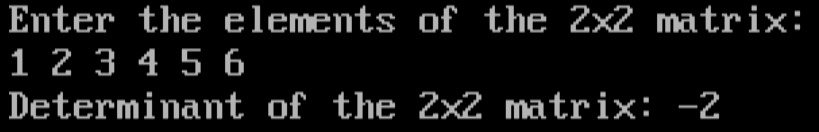 Enter the elements of the 2x2 matrix:
1 2 3 4 5 6
Determinant of the 2x2 matrix: -2